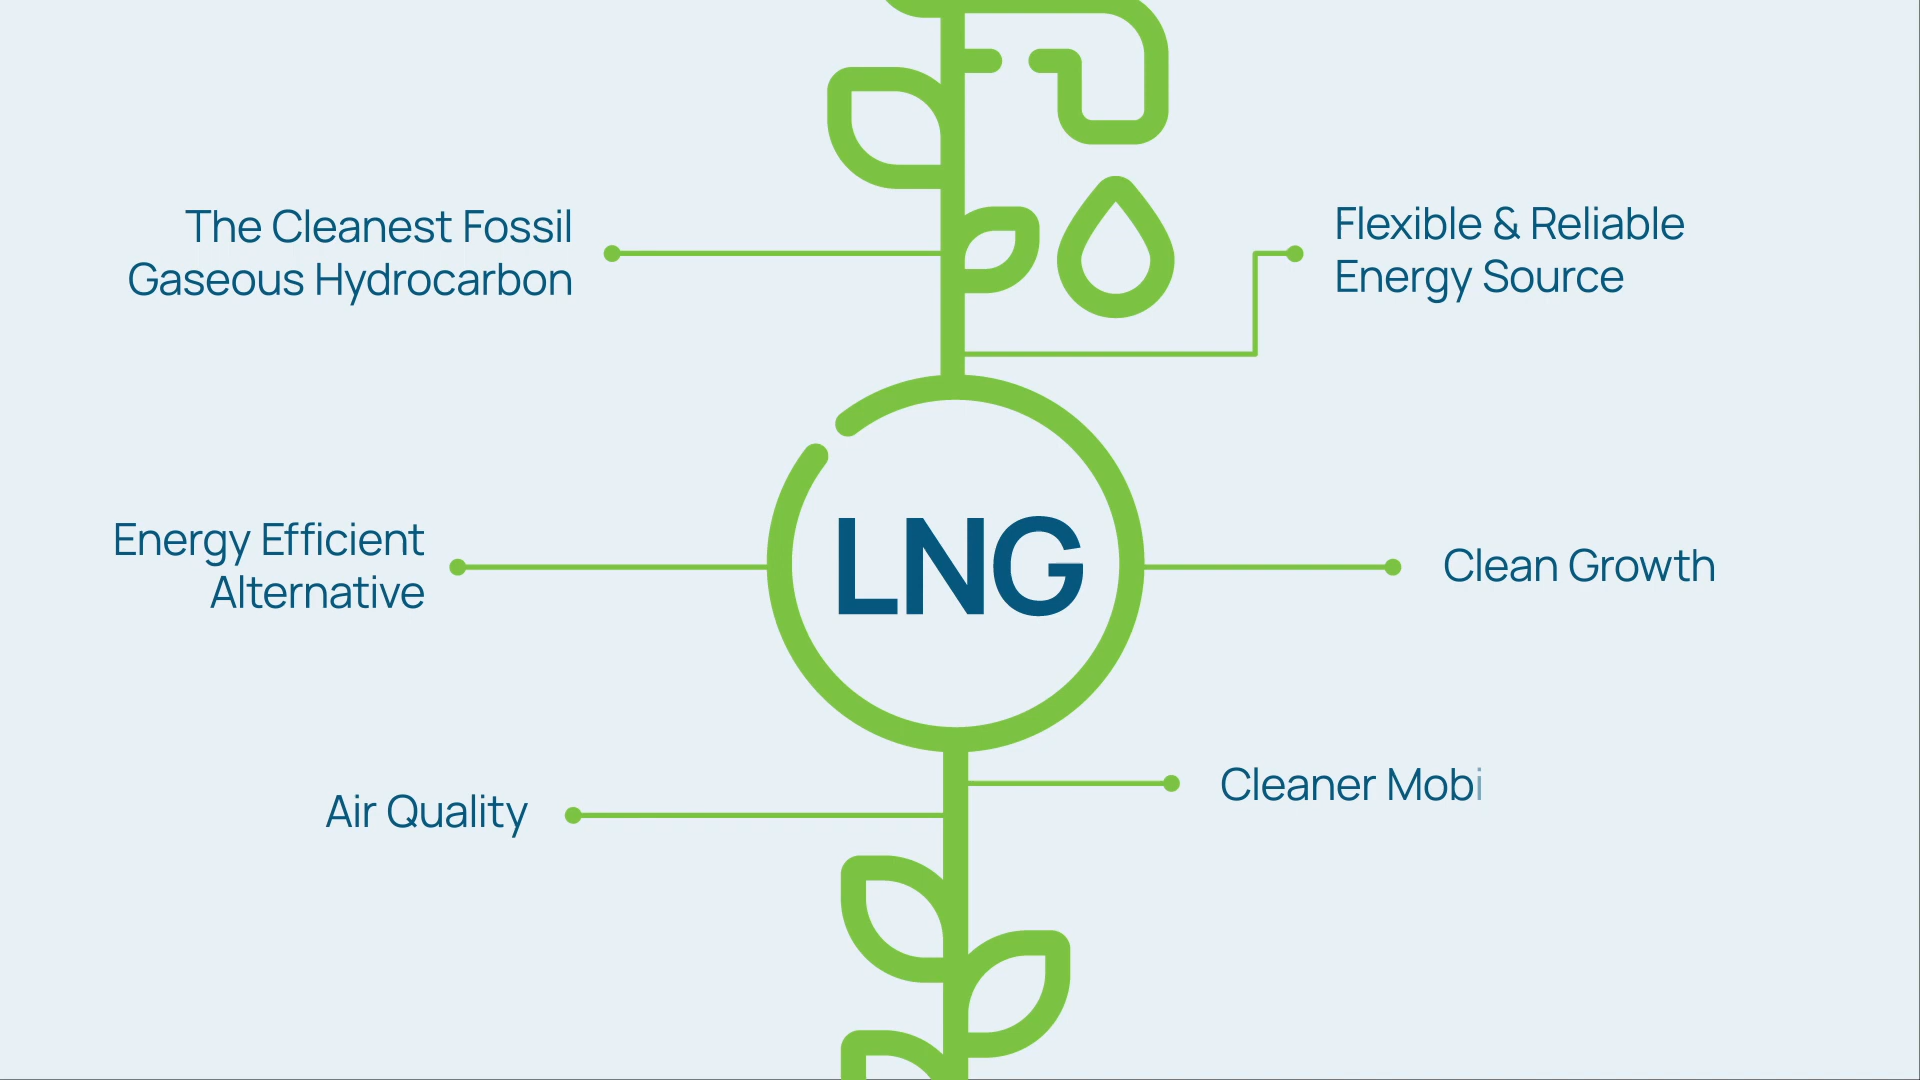 The Cleanest Fossil
Gaseous Hydrocarbon
Flexible & Reliable
Energy Source
Energy Efficient
Alternative
LNG
Clean Growth
Air Quality
Cleaner Mobi